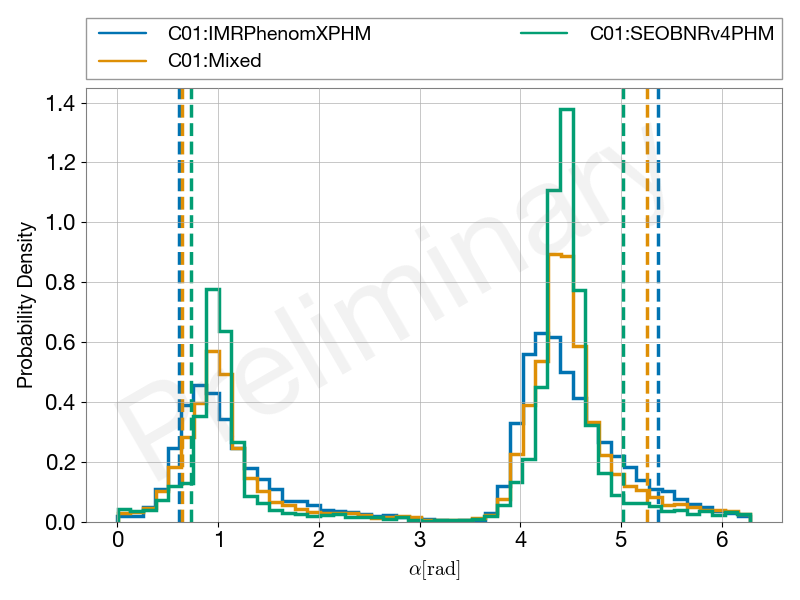 C01:IMRPhenomXPHM
C01:Mixed
C01:SEOBNRv4PHM
Preliminary
Probability Density
1.4
1.2
1.0
0.8
0.6
0.4
0.2
0.0
0 1 2 3 4 5 6
α[rad]